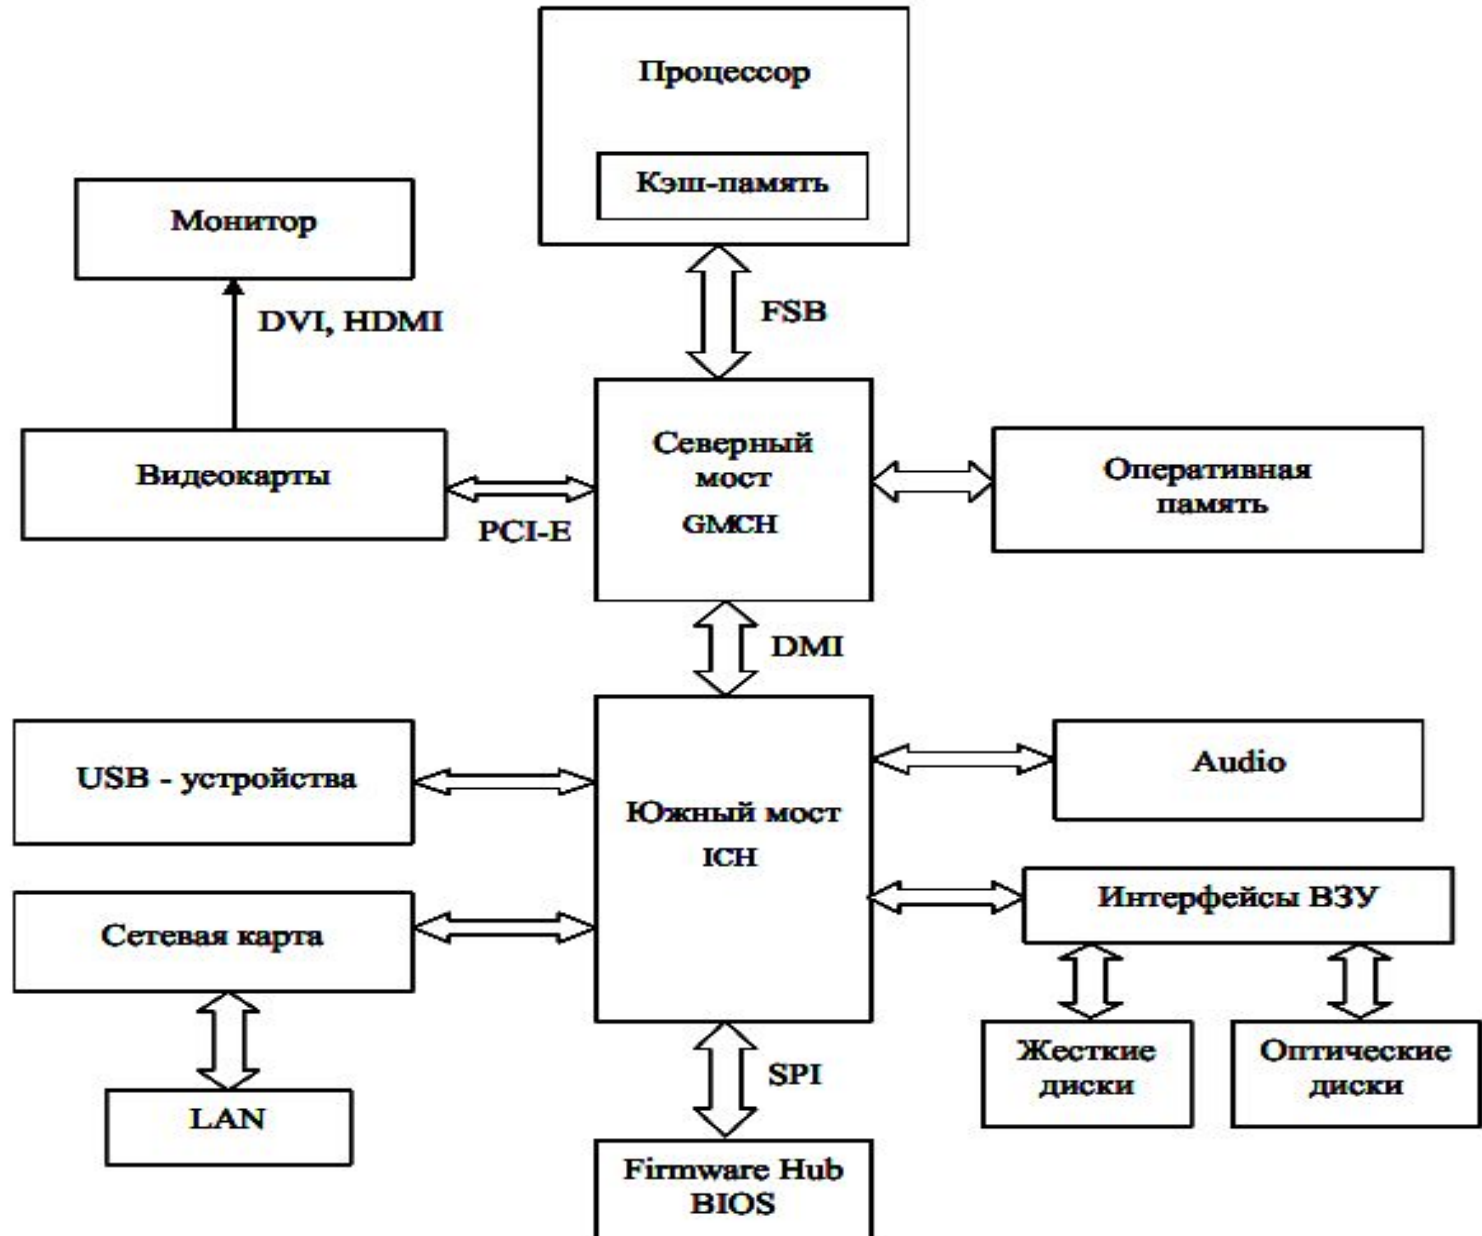 Процессор
Кэш-память
Монитор
DVI, HDMI
FSB
Видеокарты
PCI-E
Северный
мост
GMCH
Оперативная
память
DMI
USB - устройства
Audio
Южный мост
ICH
Интерфейсы ВЗУ
Сетевая карта
Жесткие
диски
Оптические
диски
SPI
LAN
Firmware Hub
BIOS